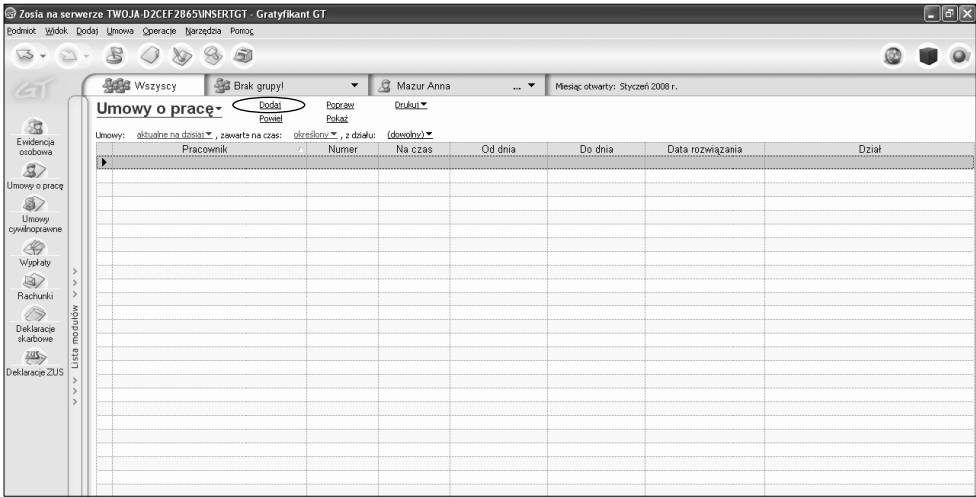 Zosia na serwerze TWOJA-D2CEF2865\INSERTGT - Gratyfikant GT
Podmiot Widok Dodaj Umowa Operacje Narzędzia Pomoc
GT
Wszyscy Brak grupy! Mazur Anna ... Miesiąc otwarty: Styczeń 2008 r.
Umowy o pracę Dodaj Popraw Drukuj
Powiel Pokaż
Umowy: aktualne na dzisiaj , zawarte na czas: określony , z działu: (dowolny)
Pracownik Numer Na czas Od dnia Do dnia Data rozwiązania Dział
Ewidencja
osobowa
Umowy o pracę
Umowy
cywilnoprawne
Wypłaty
Rachunki
Deklaracje
skarbowe
ZUS
Deklaracje ZUS
Lista modułów